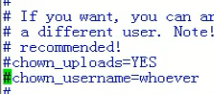 #
# If you want, you can ar
# a different user. Note!
# recommended!
#chown_uploads=YES
#chown_username=whoever
#